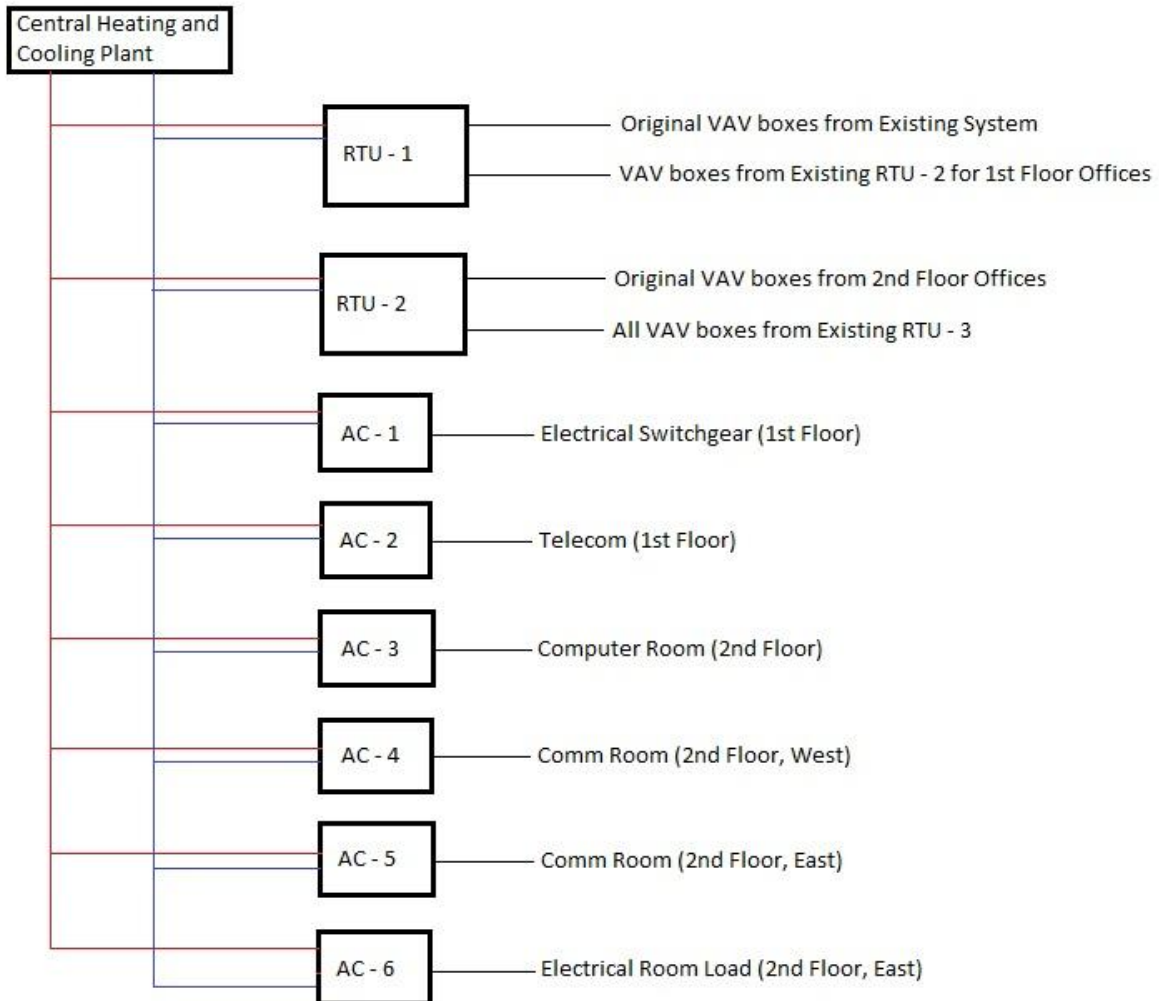 Central Heating and
Cooling Plant
RTU - 1
Original VAV boxes from Existing System
VAV boxes from Existing RTU - 2 for 1st Floor Offices
RTU - 2
Original VAV boxes from 2nd Floor Offices
All VAV boxes from Existing RTU - 3
AC - 1
Electrical Switchgear (1st Floor)
AC - 2
Telecom (1st Floor)
AC - 3
Computer Room (2nd Floor)
AC - 4
Comm Room (2nd Floor, West)
AC - 5
Comm Room (2nd Floor, East)
AC - 6
Electrical Room Load (2nd Floor, East)